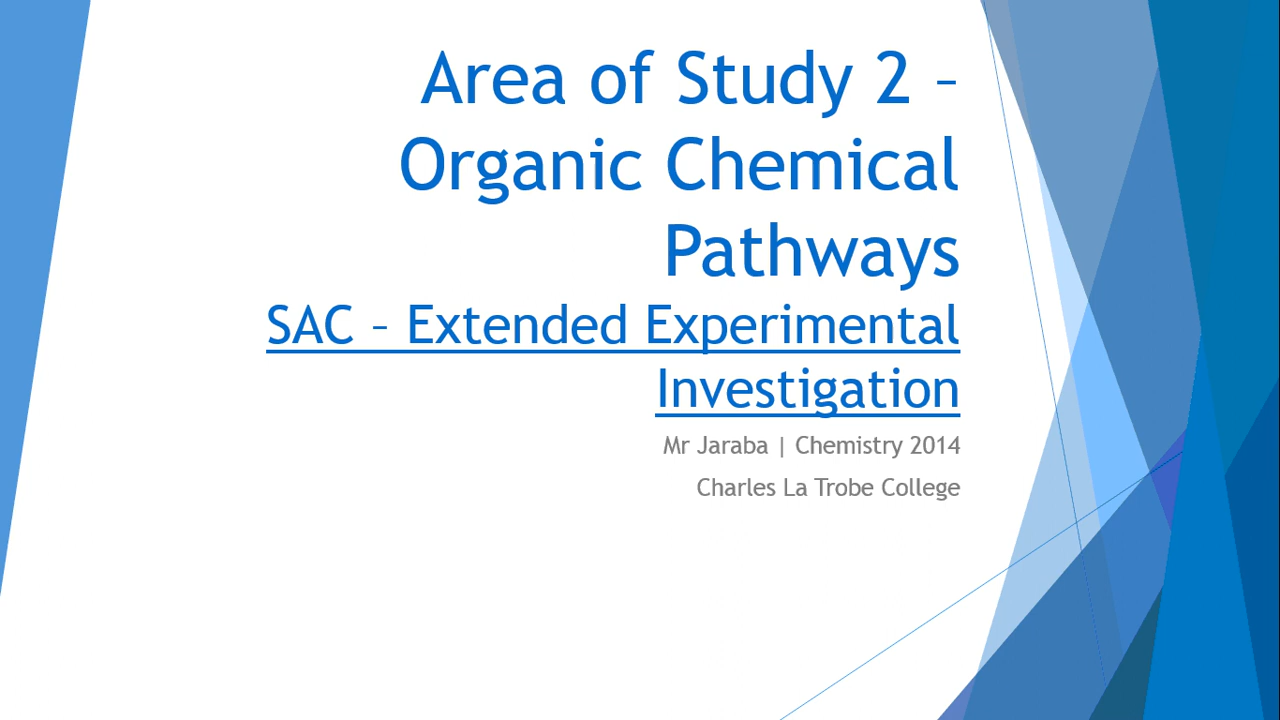 Area of Study 2 –
Organic Chemical
Pathways
SAC – Extended Experimental
Investigation
Mr Jaraba | Chemistry 2014
Charles La Trobe College